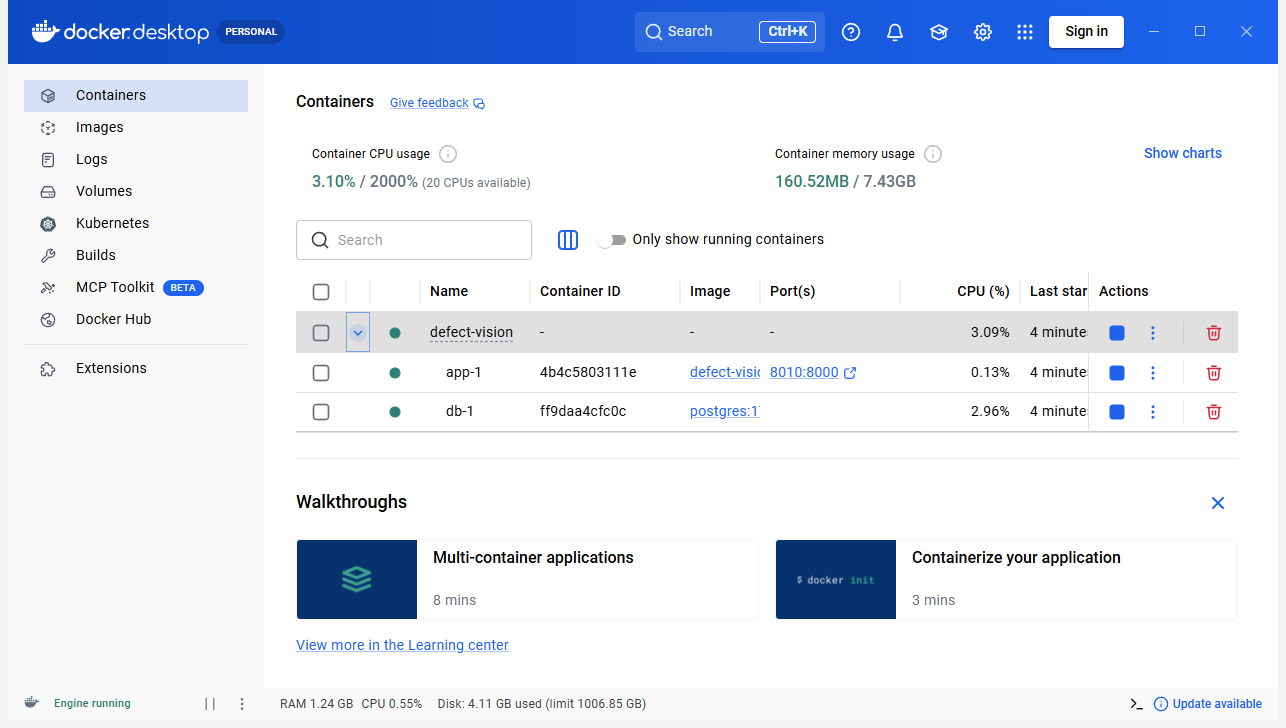 docker.desktop PERSONAL Search Ctrl+K Sign in
Containers
Images
Logs
Volumes
Kubernetes
Builds
MCP Toolkit BETA
Docker Hub
Extensions
Containers Give feedback
Container CPU usage
3.10% / 2000% (20 CPUs available)
Container memory usage
160.52MB / 7.43GB
Show charts
Search Only show running containers
Name Container ID Image Port(s) CPU (%) Last star Actions
defect-vision - - - 3.09% 4 minute
app-1 4b4c5803111e defect-visi 8010:8000 0.13% 4 minute
db-1 ff9daa4cfc0c postgres:1 2.96% 4 minute
Walkthroughs
Multi-container applications
8 mins
$ docker init
Containerize your application
3 mins
View more in the Learning center
Engine running RAM 1.24 GB CPU 0.55% Disk: 4.11 GB used (limit 1006.85 GB) Update available